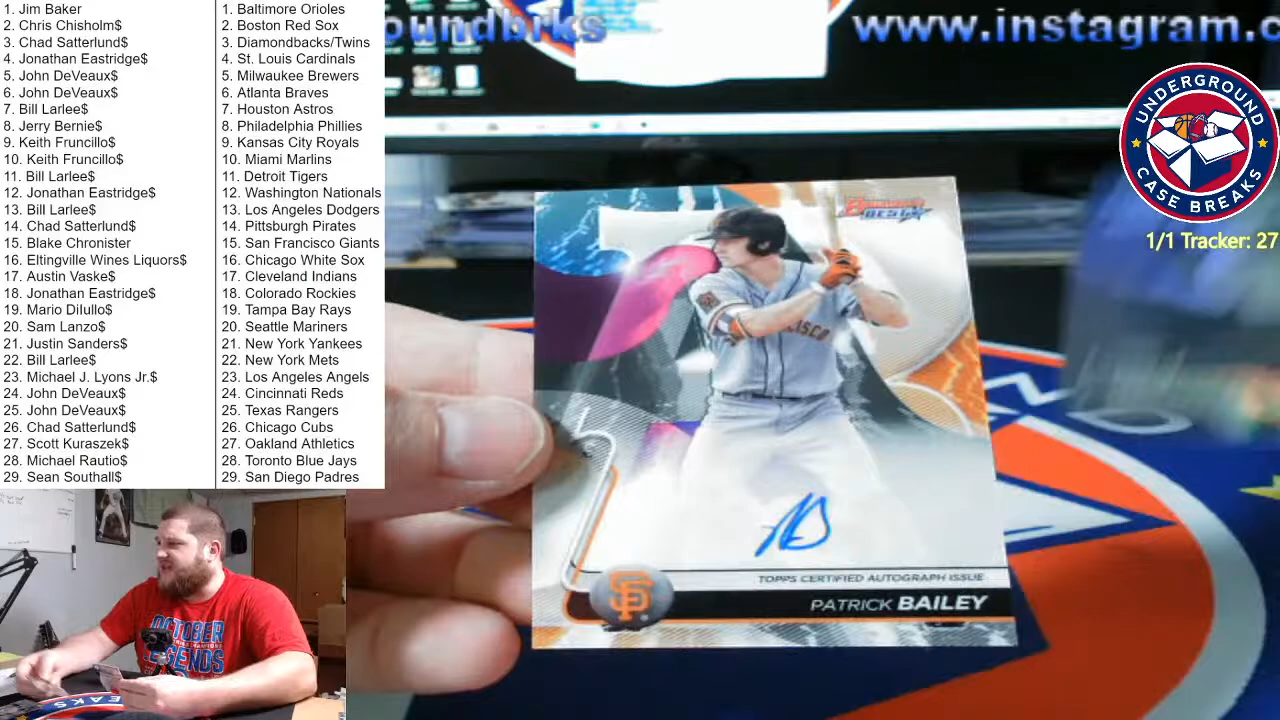 1. Jim Baker
2. Chris Chisholm$
3. Chad Satterlund$
4. Jonathan Eastridge$
5. John DeVeaux$
6. John DeVeaux$
7. Bill Larlee$
8. Jerry Bernie$
9. Keith Fruncillo$
10. Keith Fruncillo$
11. Bill Larlee$
12. Jonathan Eastridge$
13. Bill Larlee$
14. Chad Satterlund$
15. Blake Chronister
16. Eltingville Wines Liquors$
17. Austin Vaske$
18. Jonathan Eastridge$
19. Mario DiIullo$
20. Sam Lanzo$
21. Justin Sanders$
22. Bill Larlee$
23. Michael J. Lyons Jr.$
24. John DeVeaux$
25. John DeVeaux$
26. Chad Satterlund$
27. Scott Kuraszek$
28. Michael Rautio$
29. Sean Southall$
1. Baltimore Orioles
2. Boston Red Sox
3. Diamondbacks/Twins
4. St. Louis Cardinals
5. Milwaukee Brewers
6. Atlanta Braves
7. Houston Astros
8. Philadelphia Phillies
9. Kansas City Royals
10. Miami Marlins
11. Detroit Tigers
12. Washington Nationals
13. Los Angeles Dodgers
14. Pittsburgh Pirates
15. San Francisco Giants
16. Chicago White Sox
17. Cleveland Indians
18. Colorado Rockies
19. Tampa Bay Rays
20. Seattle Mariners
21. New York Yankees
22. New York Mets
23. Los Angeles Angels
24. Cincinnati Reds
25. Texas Rangers
26. Chicago Cubs
27. Oakland Athletics
28. Toronto Blue Jays
29. San Diego Padres
oundbrks
www.instagram.c
UNDERGROUND
CASE BREAKS
1/1 Tracker: 27
BOWMAN'S
BEST
CISCO
TOPPS CERTIFIED AUTOGRAPH ISSUE
PATRICK BAILEY
SF
OCTOBER
LEGENDS
EAKS